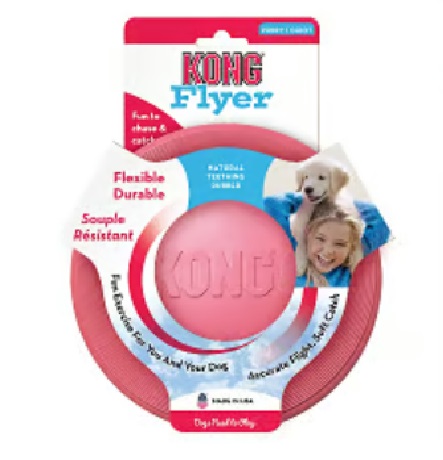 PUPPY | CHIOT
KONG
Flyer
Fun to
chase &
catch
NATURAL
TEETHING
RUBBER
Flexible
Durable
Souple
Résistant
KONG
Fun Exercise For You And Your Dog
Accurate Flight, Soft Catch
MADE IN USA
Dogs Need to Play